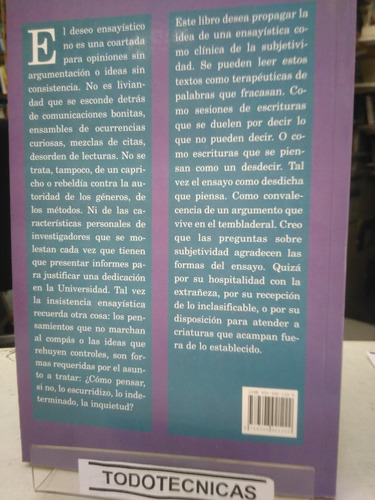 El deseo ensayístico
no es una coartada
para opiniones sin
argumentación o ideas sin
consistencia. No es livian-
dad que se esconde detrás
de comunicaciones bonitas,
ensambles de ocurrencias
curiosas, mezclas de citas,
desorden de lecturas. No se
trata, tampoco, de un capri-
cho o rebeldía contra la au-
toridad de los géneros, de
los métodos. Ni de las ca-
racterísticas personales de
investigadores que se mo-
lestan cada vez que tienen
que presentar informes pa-
ra justificar una dedicación
en la Universidad. Tal vez
la insistencia ensayística
recuerda otra cosa: los pen-
samientos que no marchan
al compás o las ideas que
rehuyen controles, son for-
mas requeridas por el asun-
to a tratar: ¿Cómo pensar,
si no, lo escurridizo, lo inde-
terminado, la inquietud?
Este libro desea propagar la
idea de una ensayística co-
mo clínica de la subjetivi-
dad. Se pueden leer estos
textos como terapéuticas de
palabras que fracasan. Co-
mo sesiones de escrituras
que se duelen por decir lo
que no pueden decir. O co-
mo escrituras que se pien-
san como un desdecir. Tal
vez el ensayo como desdicha
que piensa. Como convale-
cencia de un argumento que
vive en el tembladeral. Creo
que las preguntas sobre
subjetividad agradecen las
formas del ensayo. Quizá
por su hospitalidad con la
extrañeza, por su recepción
de lo inclasificable, o por su
disposición para atender a
criaturas que acampan fue-
ra de lo establecido.
TODOTECNICAS